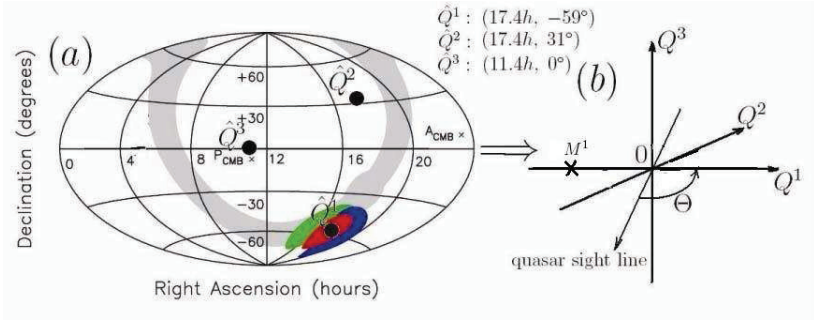 (a)
Declination (degrees)
+60
+30
−30
−60
0
4
8
12
16
20
P_CMB ×
A_CMB ×
Q̂¹
Q̂²
Q̂³
Right Ascension (hours)
Q̂¹ : (17.4h, −59°)
Q̂² : (17.4h, 31°)
Q̂³ : (11.4h, 0°)
(b)
Q³
Q²
M¹
0
Q¹
Θ
quasar sight line